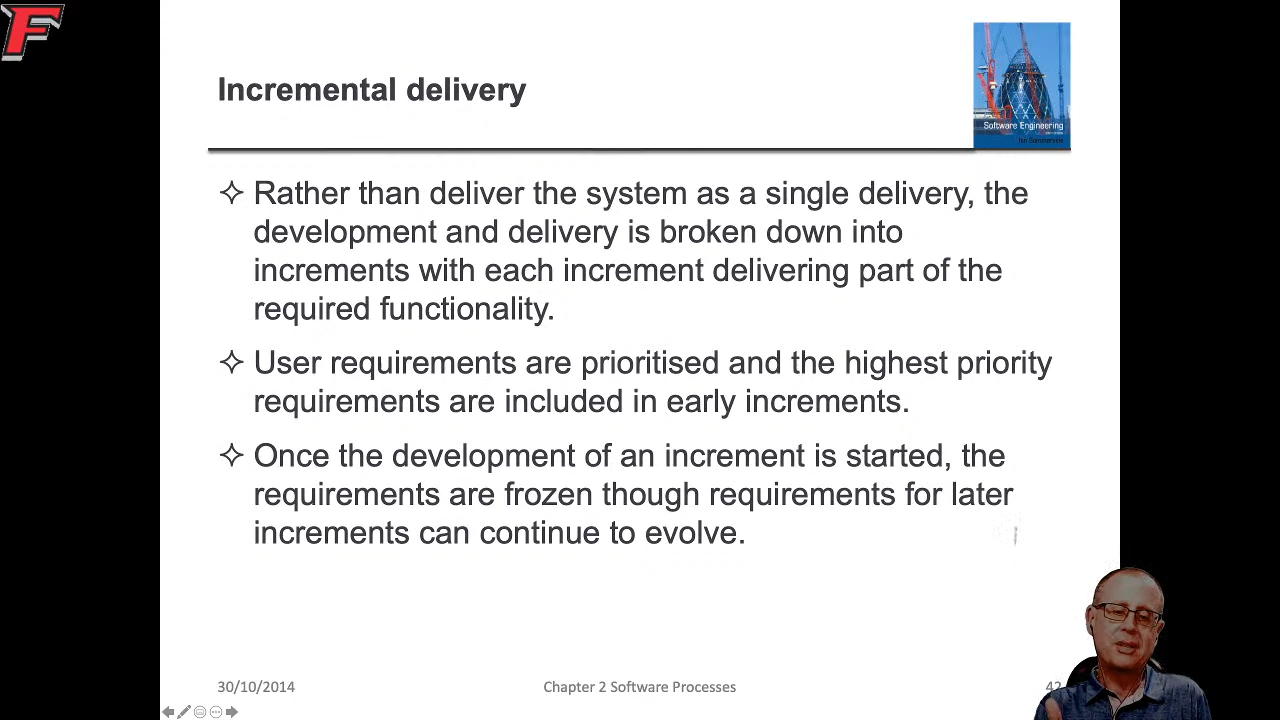 F
Incremental delivery
Software Engineering
Ian Sommerville
✧ Rather than deliver the system as a single delivery, the
development and delivery is broken down into
increments with each increment delivering part of the
required functionality.
✧ User requirements are prioritised and the highest priority
requirements are included in early increments.
✧ Once the development of an increment is started, the
requirements are frozen though requirements for later
increments can continue to evolve.
30/10/2014
Chapter 2 Software Processes
42